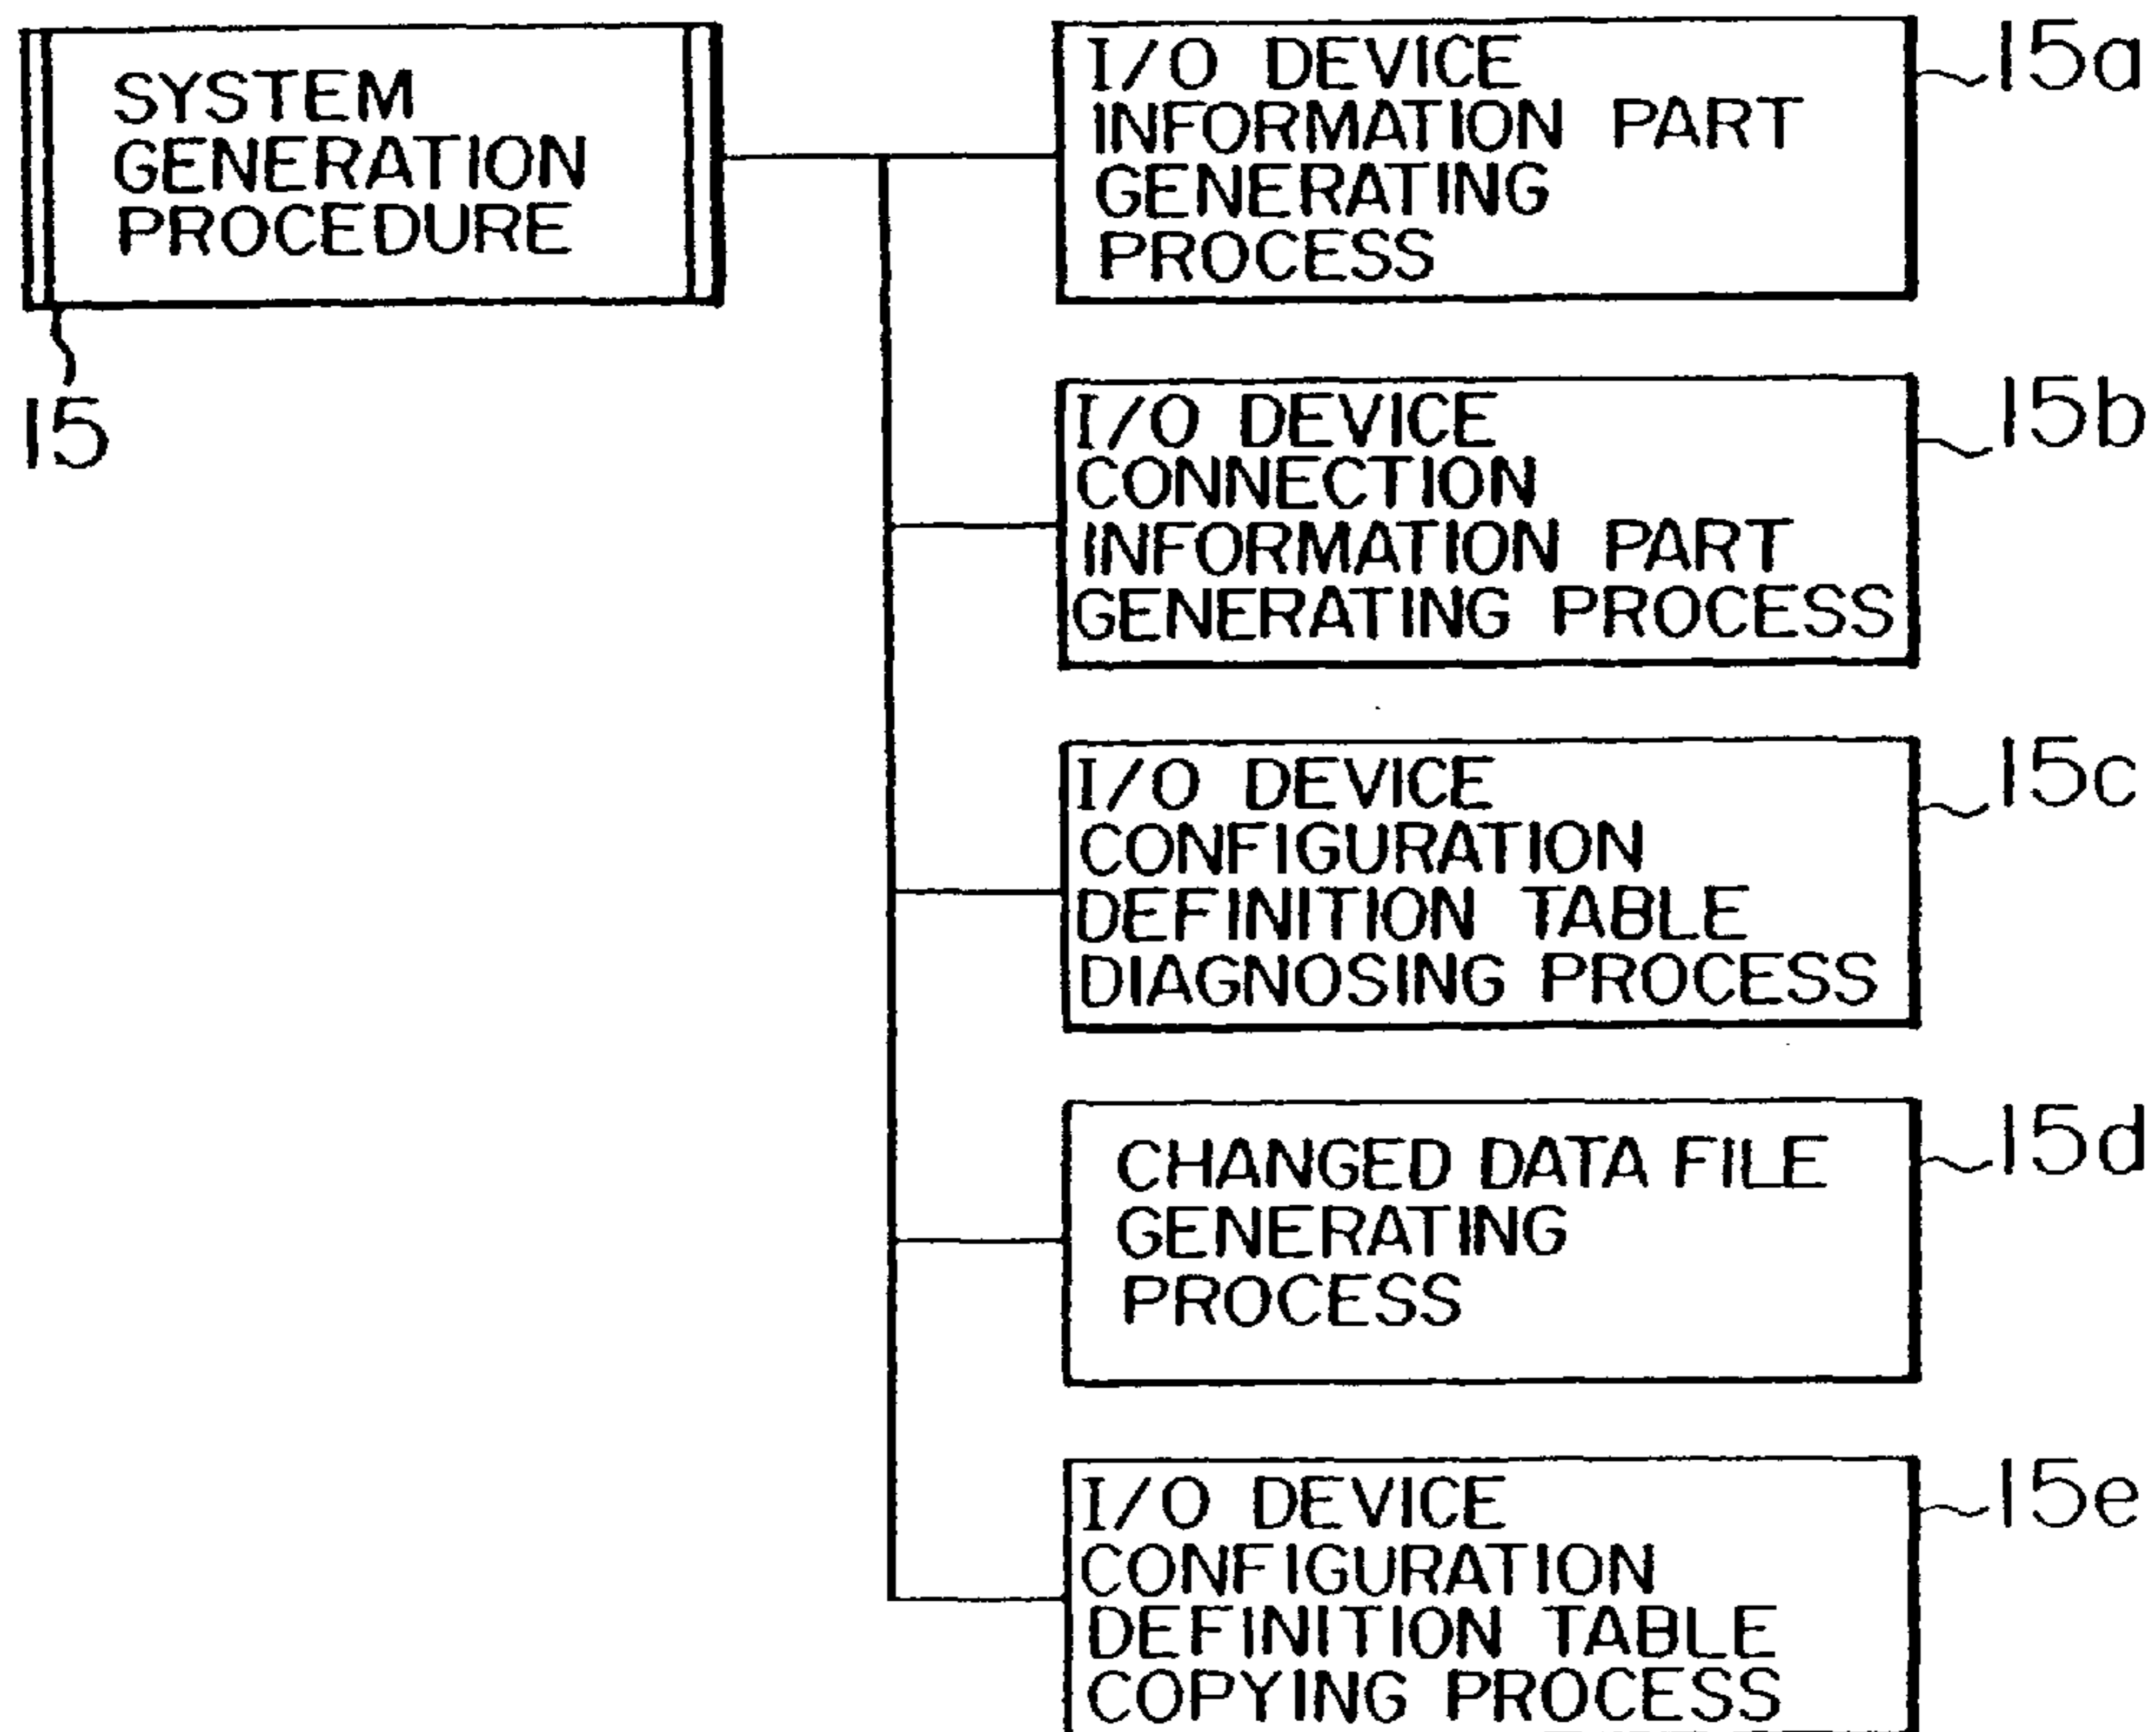 SYSTEM
GENERATION
PROCEDURE
15
I/O DEVICE
INFORMATION PART
GENERATING
PROCESS
15a
I/O DEVICE
CONNECTION
INFORMATION PART
GENERATING PROCESS
15b
I/O DEVICE
CONFIGURATION
DEFINITION TABLE
DIAGNOSING PROCESS
15c
CHANGED DATA FILE
GENERATING
PROCESS
15d
I/O DEVICE
CONFIGURATION
DEFINITION TABLE
COPYING PROCESS
15e